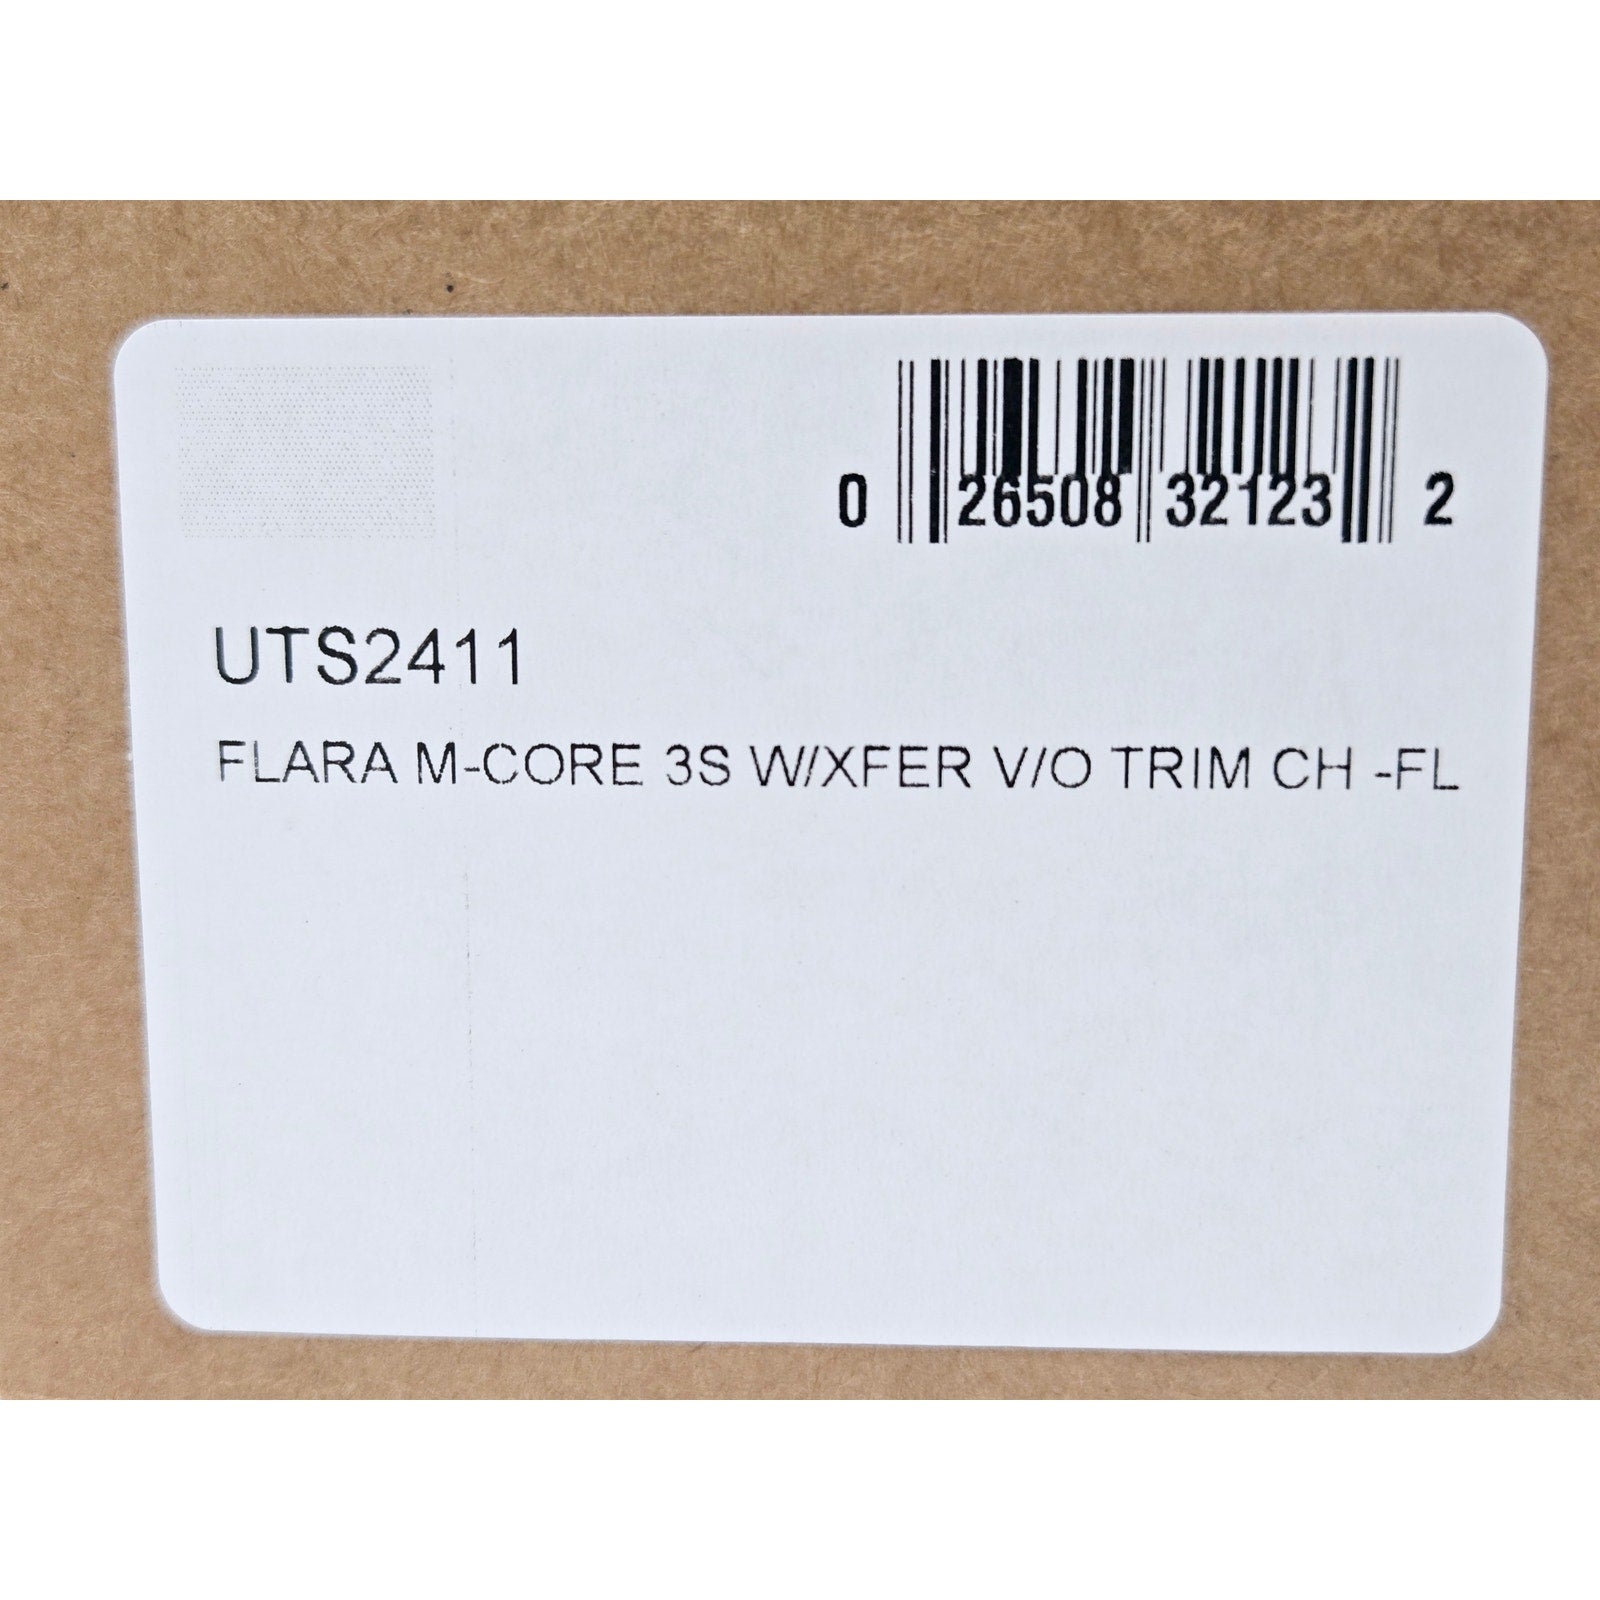 0 26508 32123 2
UTS2411
FLARA M-CORE 3S W/XFER V/O TRIM CH -FL